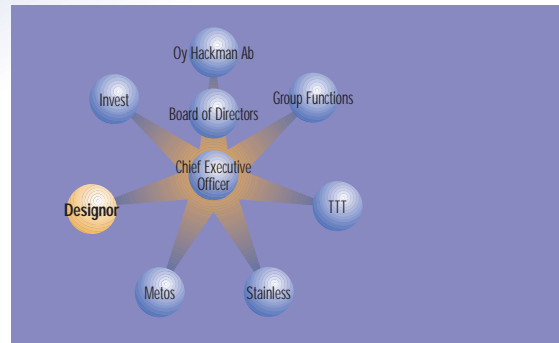 Oy Hackman Ab
Invest
Group Functions
Board of Directors
Chief Executive
Officer
Designor
TTT
Metos
Stainless